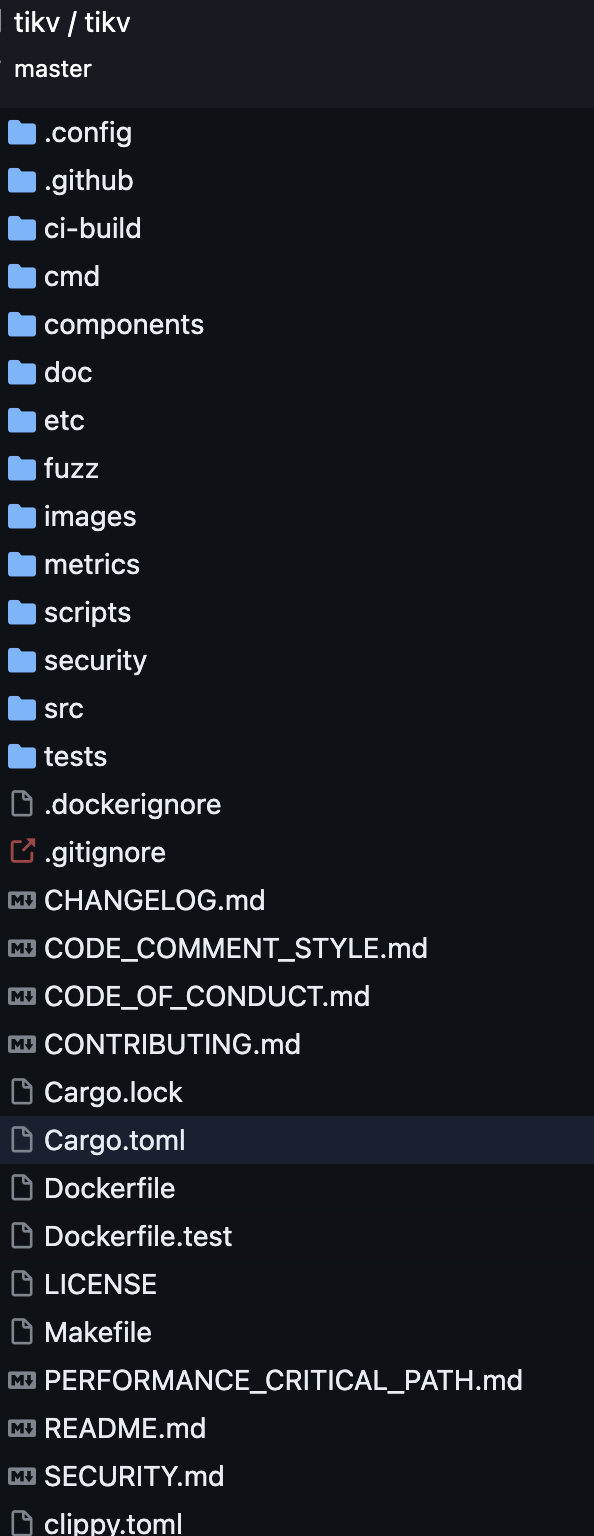 tikv / tikv
master
.config
.github
ci-build
cmd
components
doc
etc
fuzz
images
metrics
scripts
security
src
tests
.dockerignore
.gitignore
CHANGELOG.md
CODE_COMMENT_STYLE.md
CODE_OF_CONDUCT.md
CONTRIBUTING.md
Cargo.lock
Cargo.toml
Dockerfile
Dockerfile.test
LICENSE
Makefile
PERFORMANCE_CRITICAL_PATH.md
README.md
SECURITY.md
clippy.toml